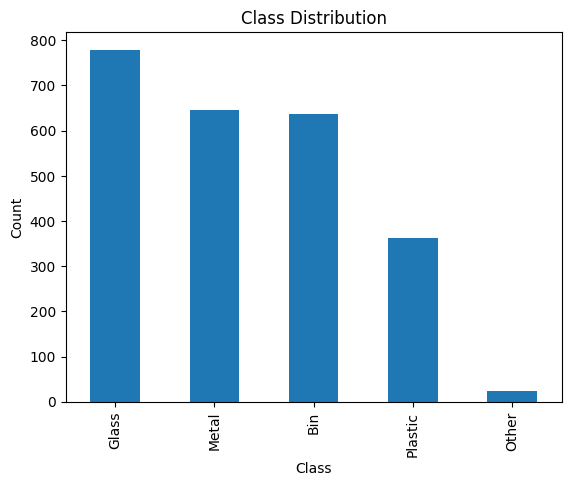 Class Distribution
800
700
600
500
400
300
200
100
0
Count
Glass
Metal
Bin
Plastic
Other
Class